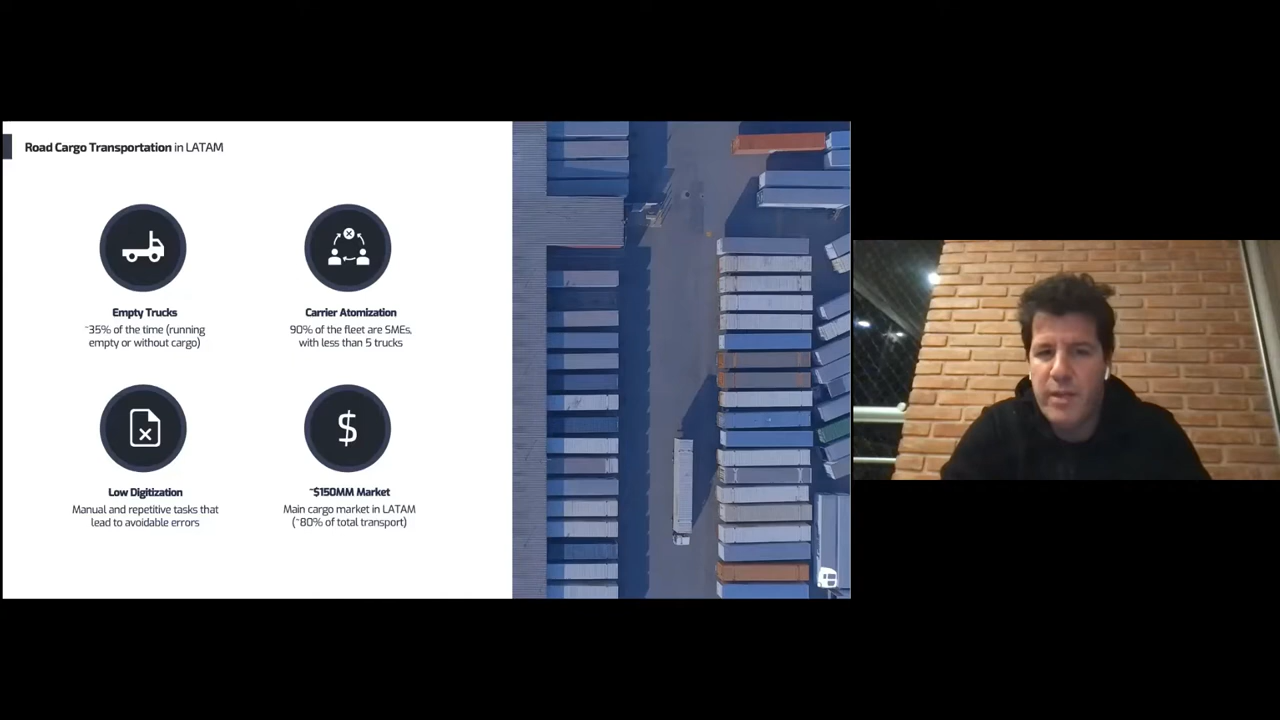 Road Cargo Transportation in LATAM
Empty Trucks
~35% of the time (running
empty or without cargo)
Carrier Atomization
90% of the fleet are SMEs,
with less than 5 trucks
Low Digitization
Manual and repetitive tasks that
lead to avoidable errors
$
~$150MM Market
Main cargo market in LATAM
(~80% of total transport)